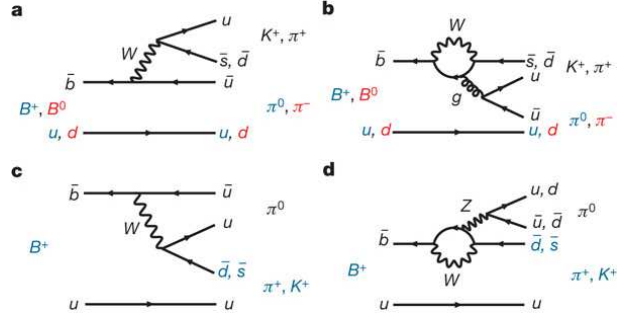 a
u
W
K⁺, π⁺
s̄, d̄
b̄
ū
B⁺, B⁰
π⁰, π⁻
u, d
u, d
b
W
b̄
s̄, d̄
u
K⁺, π⁺
B⁺, B⁰
g
ū
π⁰, π⁻
u, d
u, d
c
b̄
ū
u
π⁰
W
B⁺
d̄, s̄
π⁺, K⁺
u
u
d
u, d
Z
π⁰
ū, d̄
b̄
d̄, s̄
B⁺
W
π⁺, K⁺
u
u